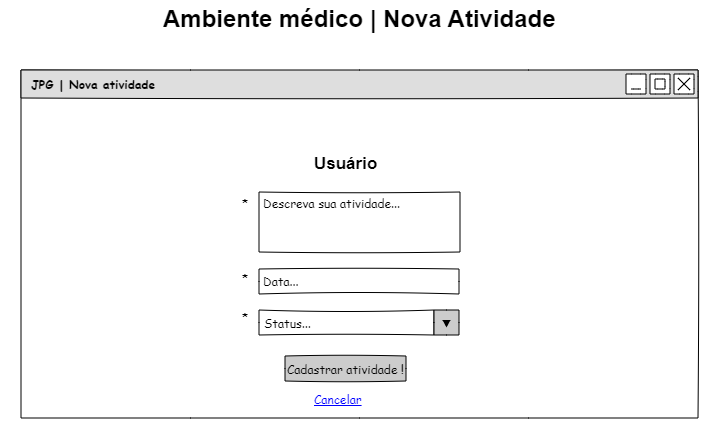 Ambiente médico | Nova Atividade
JPG | Nova atividade
Usuário
* Descreva sua atividade...
* Data...
* Status... ▼
Cadastrar atividade !
Cancelar